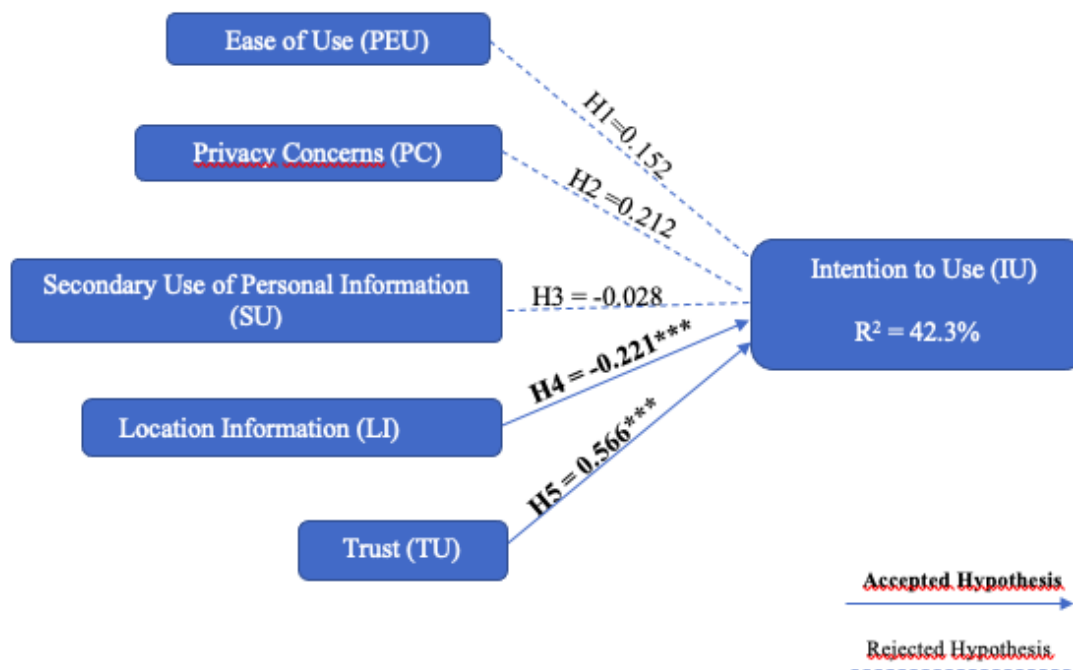 Ease of Use (PEU)
H1=0.152
Privacy Concerns (PC)
H2 =0.212
Secondary Use of Personal Information
(SU)
H3 = -0.028
Intention to Use (IU)
R² = 42.3%
H4 = -0.221***
Location Information (LI)
H5 = 0.566***
Trust (TU)
Accepted Hypothesis
Rejected Hypothesis